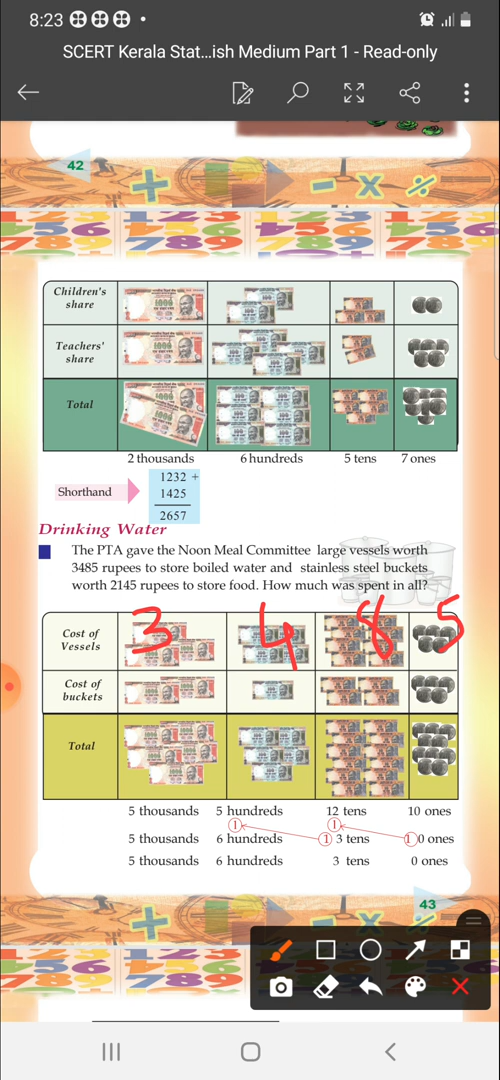 8:23
SCERT Kerala Stat...ish Medium Part 1 - Read-only
42
Children's share
Teachers' share
Total
2 thousands 6 hundreds 5 tens 7 ones
Shorthand
1232 +
1425
2657
Drinking Water
The PTA gave the Noon Meal Committee large vessels worth
3485 rupees to store boiled water and stainless steel buckets
worth 2145 rupees to store food. How much was spent in all?
Cost of Vessels 3 4 8 5
Cost of buckets
Total
5 thousands 5 hundreds 12 tens 10 ones
1 1
5 thousands 6 hundreds 1 3 tens 1 0 ones
5 thousands 6 hundreds 3 tens 0 ones
43